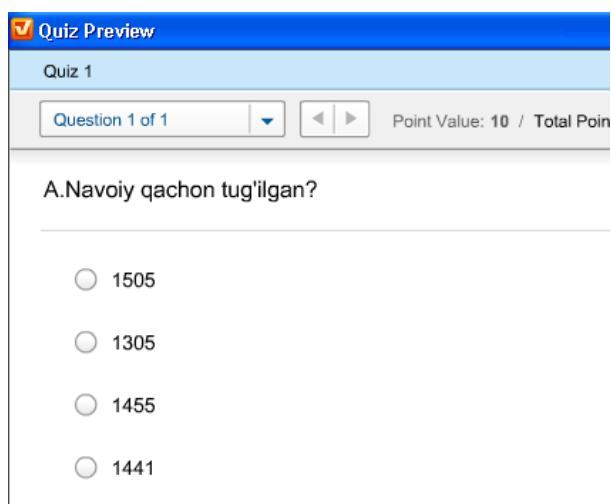 Quiz Preview
Quiz 1
Question 1 of 1 Point Value: 10 / Total Poin
A.Navoiy qachon tug'ilgan?
1505
1305
1455
1441